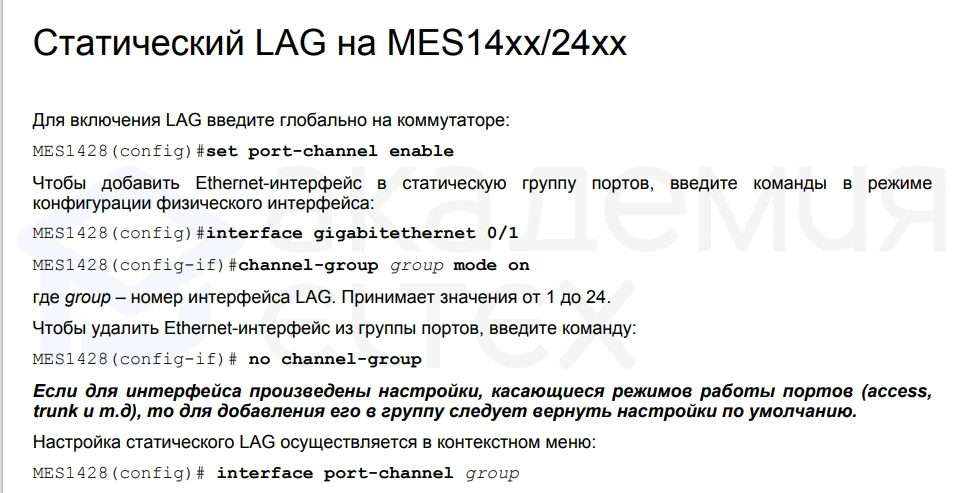 Статический LAG на MES14xx/24xx
Для включения LAG введите глобально на коммутаторе:
MES1428(config)#set port-channel enable
Чтобы добавить Ethernet-интерфейс в статическую группу портов, введите команды в режиме
конфигурации физического интерфейса:
MES1428(config)#interface gigabitethernet 0/1
MES1428(config-if)#channel-group group mode on
где group – номер интерфейса LAG. Принимает значения от 1 до 24.
Чтобы удалить Ethernet-интерфейс из группы портов, введите команду:
MES1428(config-if)# no channel-group
Если для интерфейса произведены настройки, касающиеся режимов работы портов (access,
trunk и т.д), то для добавления его в группу следует вернуть настройки по умолчанию.
Настройка статического LAG осуществляется в контекстном меню:
MES1428(config)# interface port-channel group
академия
eltex